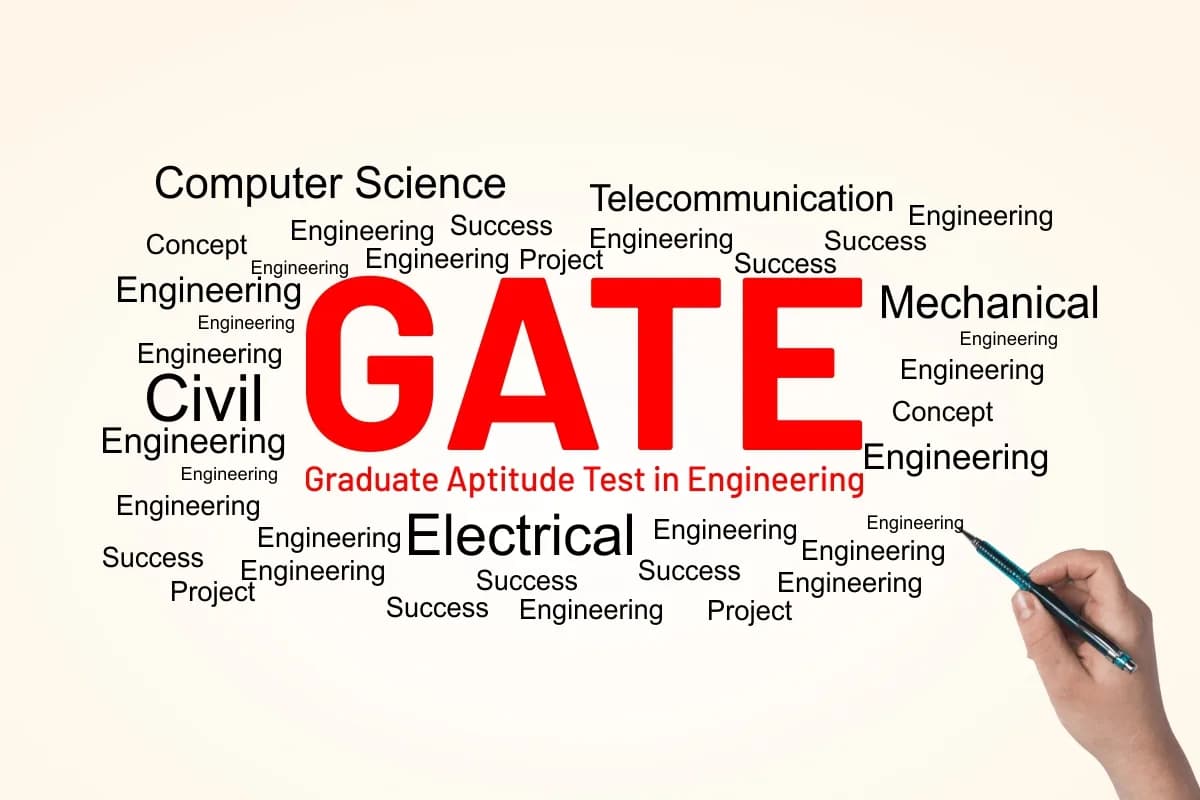 Computer Science
Telecommunication
Engineering
Engineering
Success
Engineering
Success
Concept
Engineering
Engineering
Project
Success
Engineering
GATE
Mechanical
Engineering
Engineering
Engineering
Engineering
Concept
Civil
Engineering
Engineering
Engineering
Graduate Aptitude Test in Engineering
Engineering
Engineering
Electrical
Engineering
Engineering
Engineering
Success
Engineering
Success
Success
Engineering
Project
Success
Engineering
Project